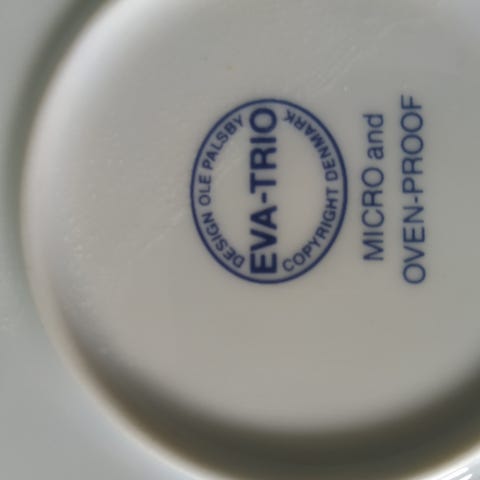 DESIGN OLE PALSBY
EVA-TRIO
COPYRIGHT DENMARK
MICRO and
OVEN-PROOF